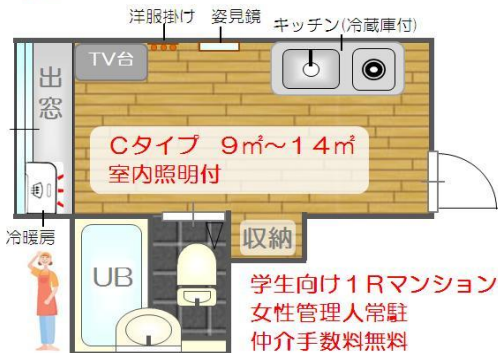 洋服掛け 姿見鏡 キッチン(冷蔵庫付)
TV台
出窓
Cタイプ 9㎡～14㎡
室内照明付
冷暖房
UB
収納
学生向け1Rマンション
女性管理人常駐
仲介手数料無料